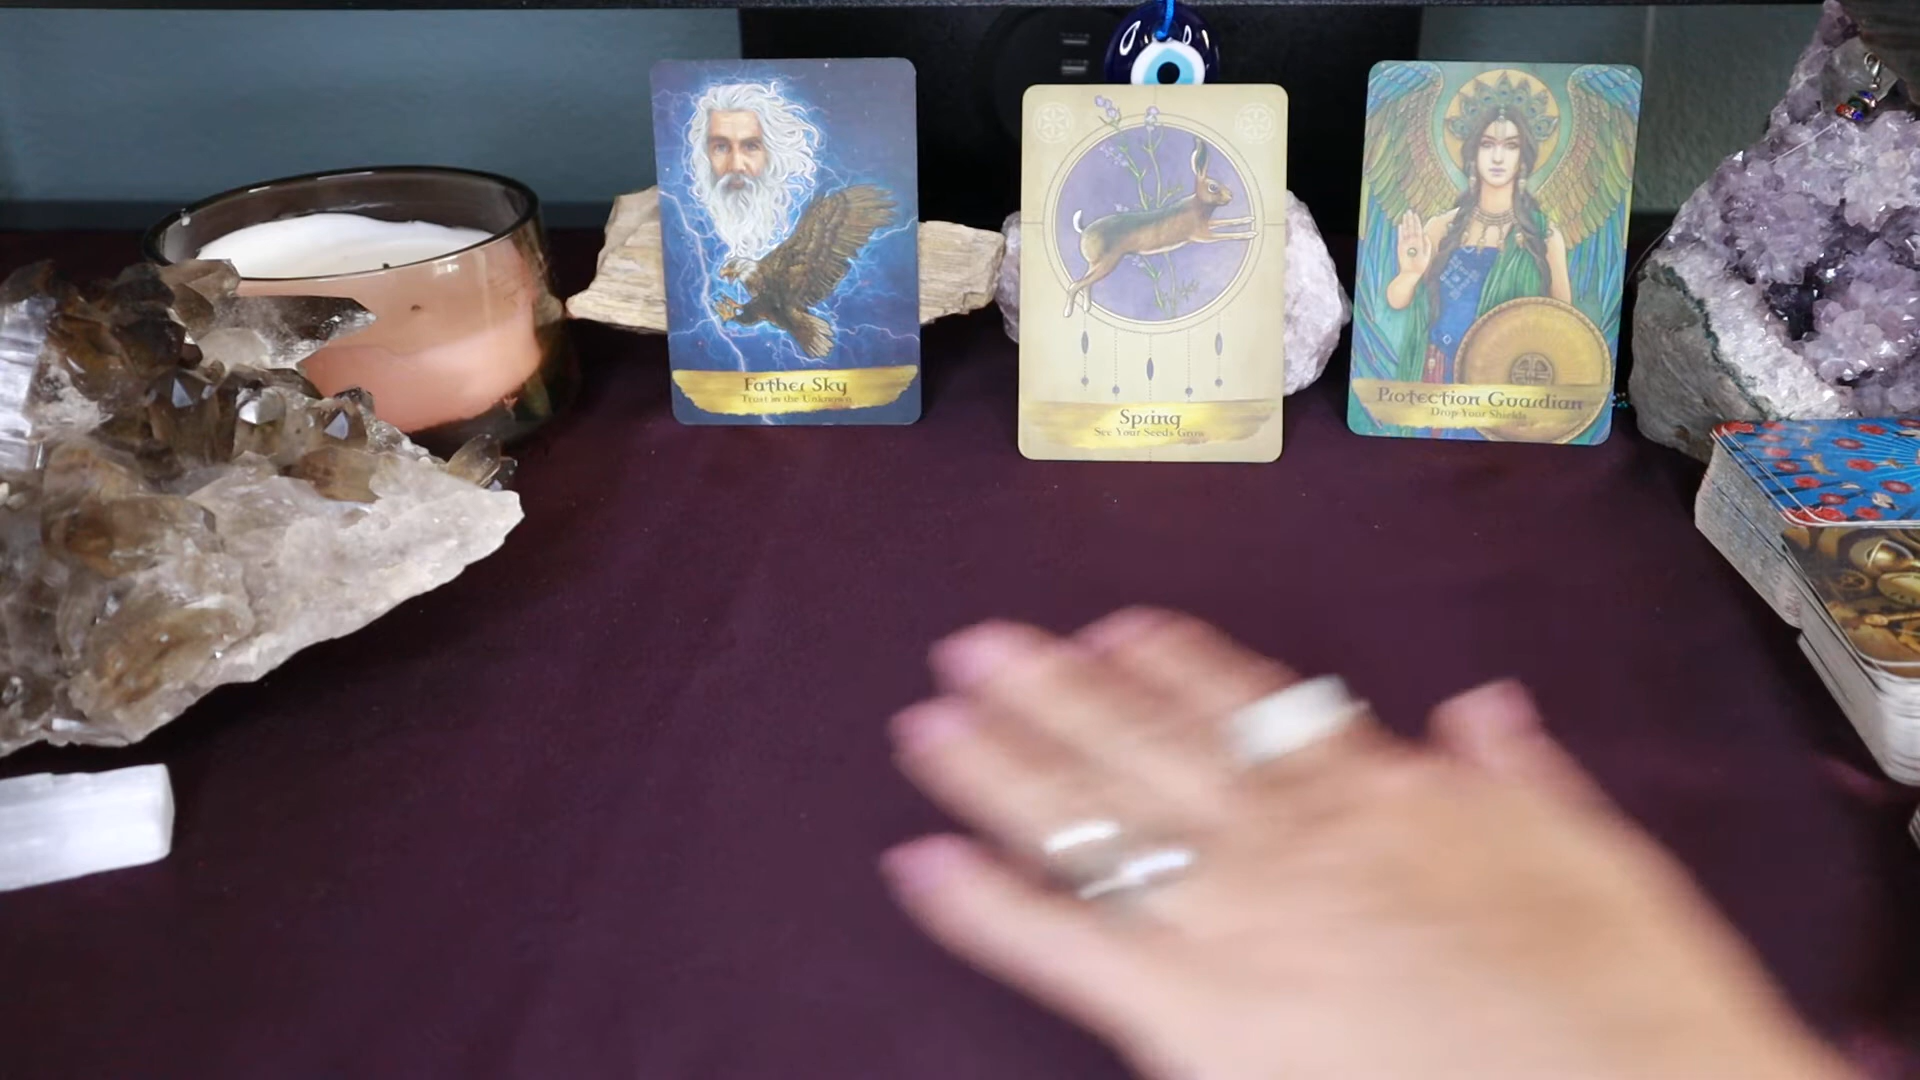 Father Sky
Trust in the Unknown
Spring
See Your Seeds Grow
Protection Guardian
Drop Your Shields